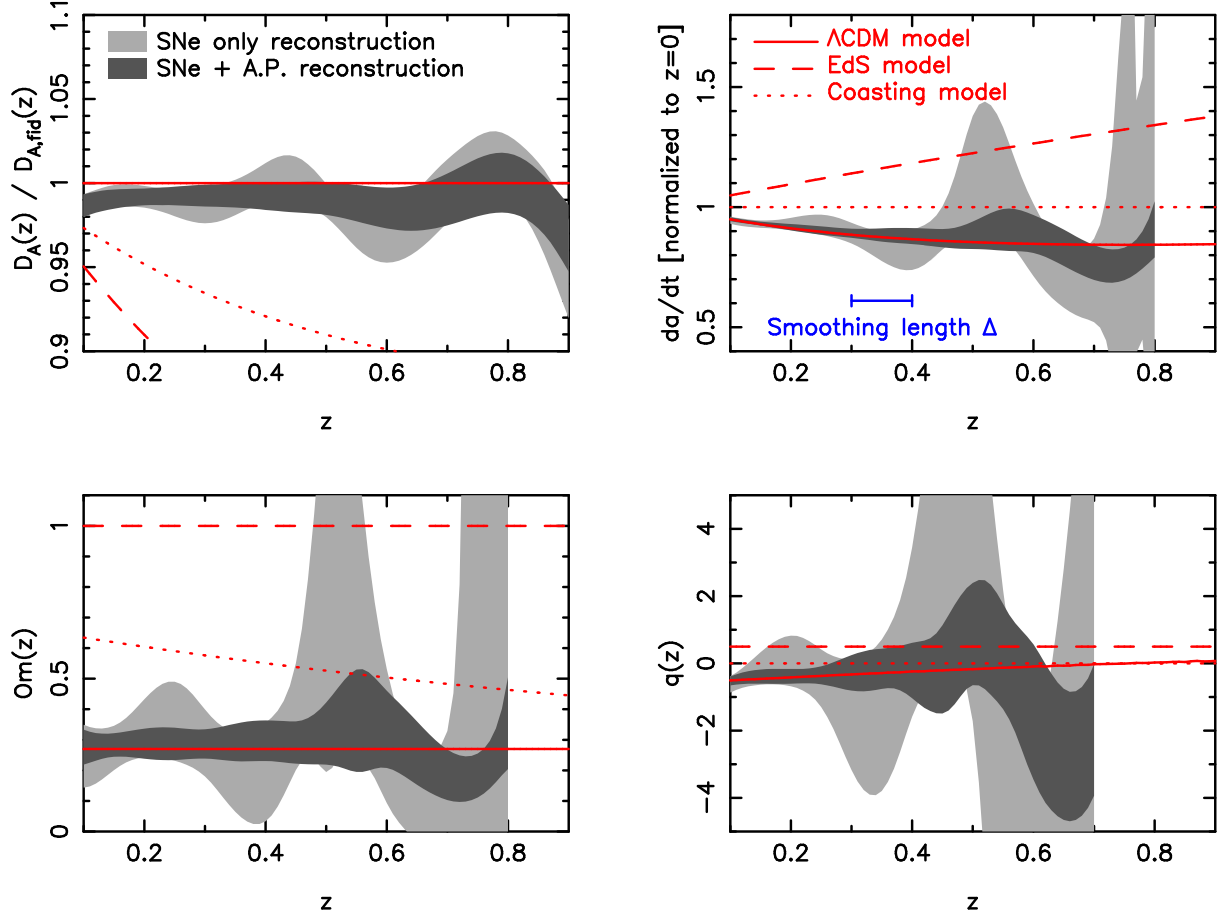 1.1
1.05
1
0.95
0.9
D_A(z) / D_{A,fid}(z)
SNe only reconstruction
SNe + A.P. reconstruction
0.2 0.4 0.6 0.8
z
1.5
1
0.5
da/dt [normalized to z=0]
ΛCDM model
EdS model
Coasting model
Smoothing length Δ
0.2 0.4 0.6 0.8
z
1
0.5
0
Om(z)
0.2 0.4 0.6 0.8
z
4
2
0
−2
−4
q(z)
0.2 0.4 0.6 0.8
z